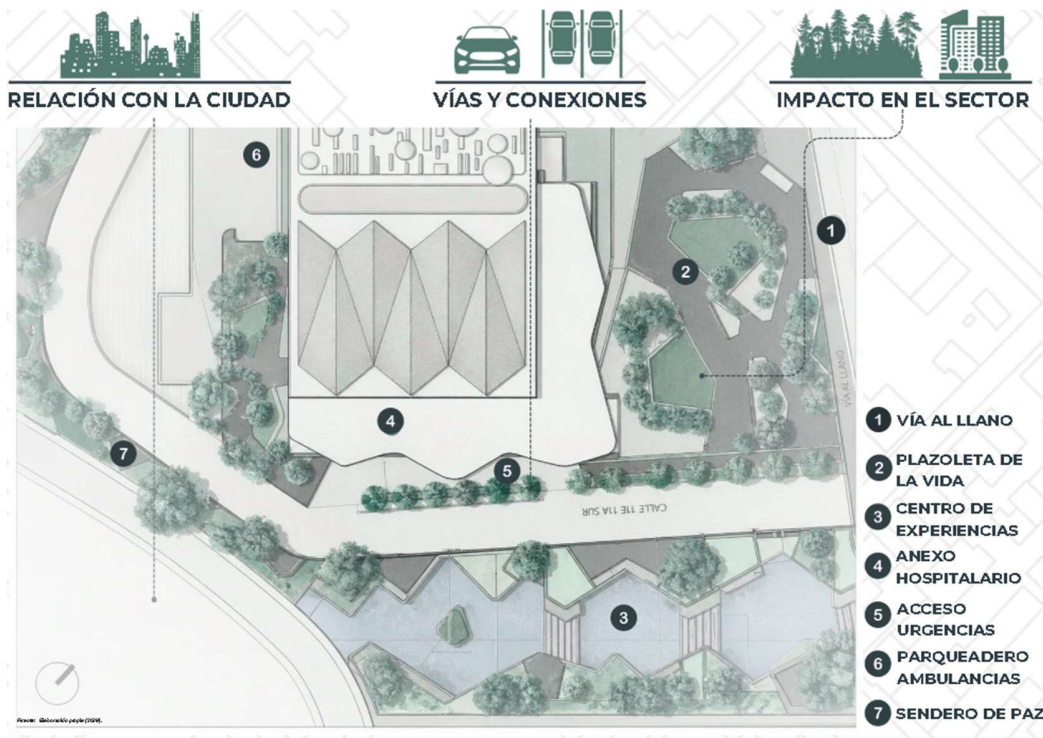 RELACIÓN CON LA CIUDAD
VÍAS Y CONEXIONES
IMPACTO EN EL SECTOR
6
1
2
VÍA AL LLANO
4
5
7
CALLE 11E 11A SUR
3
1 VÍA AL LLANO
2 PLAZOLETA DE
LA VIDA
3 CENTRO DE
EXPERIENCIAS
4 ANEXO
HOSPITALARIO
5 ACCESO
URGENCIAS
6 PARQUEADERO
AMBULANCIAS
7 SENDERO DE PAZ